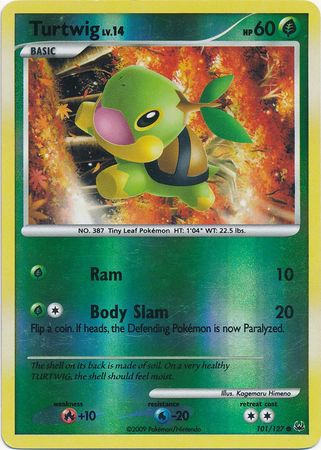 Turtwig LV.14 HP 60
BASIC
NO. 387 Tiny Leaf Pokémon HT: 1'04" WT: 22.5 lbs.
Ram 10
Body Slam 20
Flip a coin. If heads, the Defending Pokémon is now Paralyzed.
The shell on its back is made of soil. On a very healthy
TURTWIG, the shell should feel moist.
Illus. Kagemaru Himeno
weakness resistance retreat cost
+10 -20
©2009 Pokémon/Nintendo 101/127